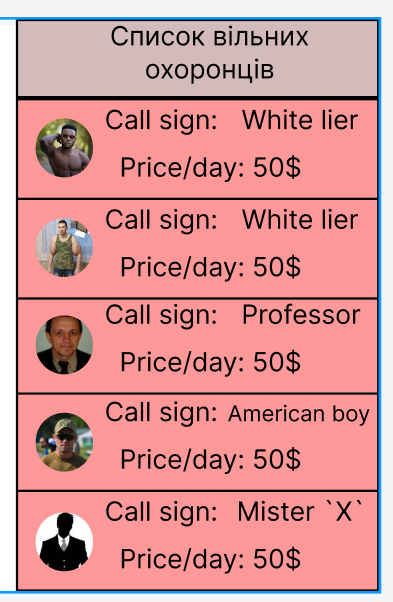 Список вільних
охоронців
Call sign: White lier
Price/day: 50$
Call sign: White lier
Price/day: 50$
Call sign: Professor
Price/day: 50$
Call sign: American boy
Price/day: 50$
Call sign: Mister `X`
Price/day: 50$